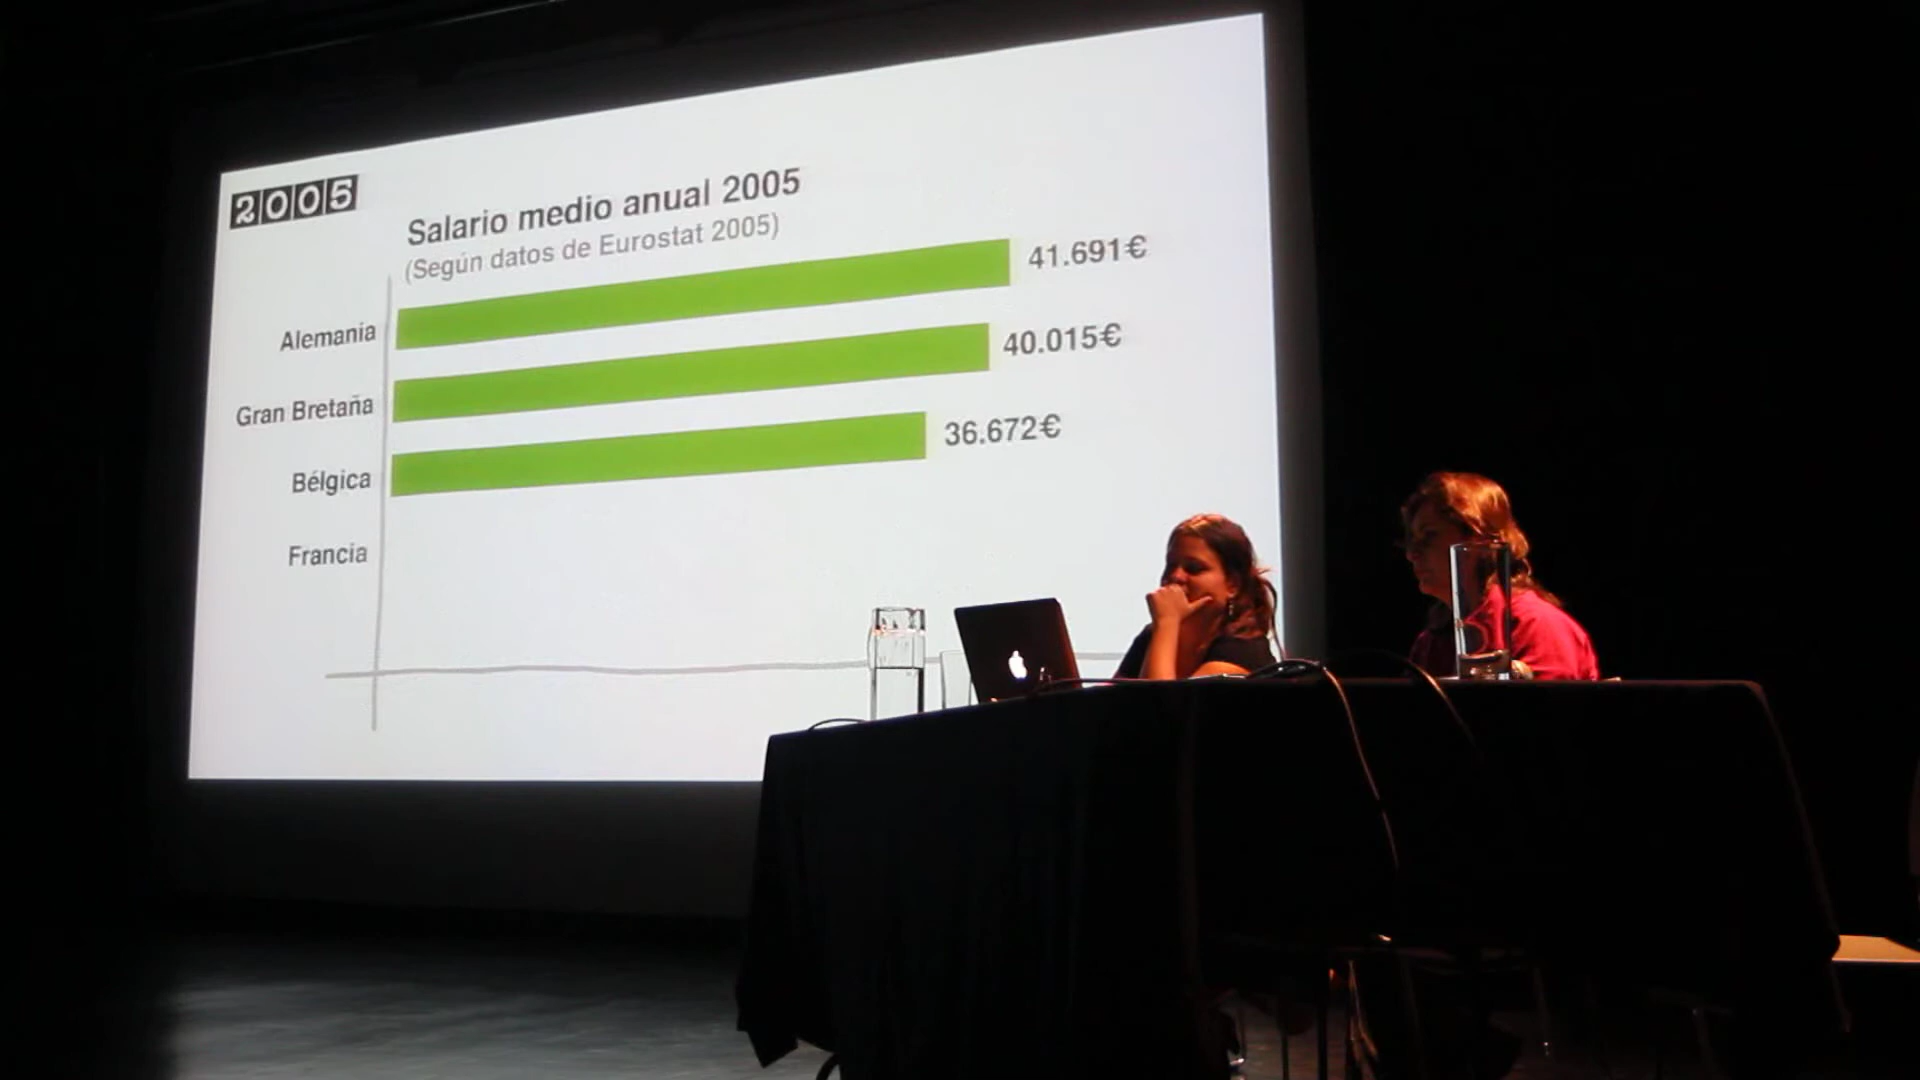 2005
Salario medio anual 2005
(Según datos de Eurostat 2005)
Alemania
41.691€
Gran Bretaña
40.015€
Bélgica
36.672€
Francia